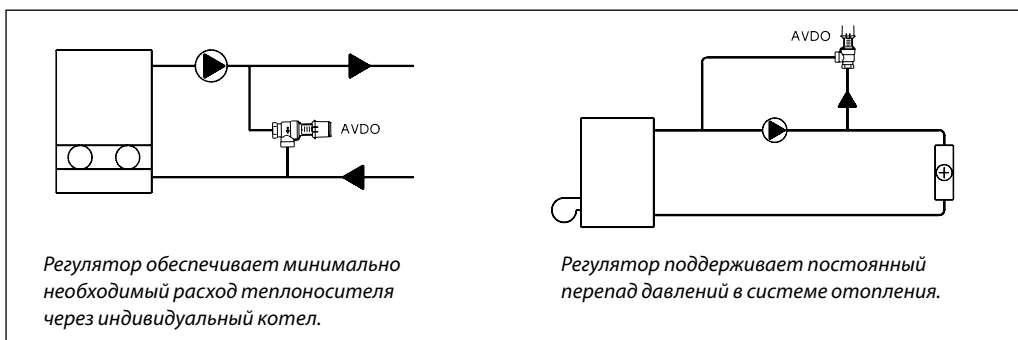 AVDO
AVDO
Регулятор обеспечивает минимально
необходимый расход теплоносителя
через индивидуальный котел.
Регулятор поддерживает постоянный
перепад давлений в системе отопления.